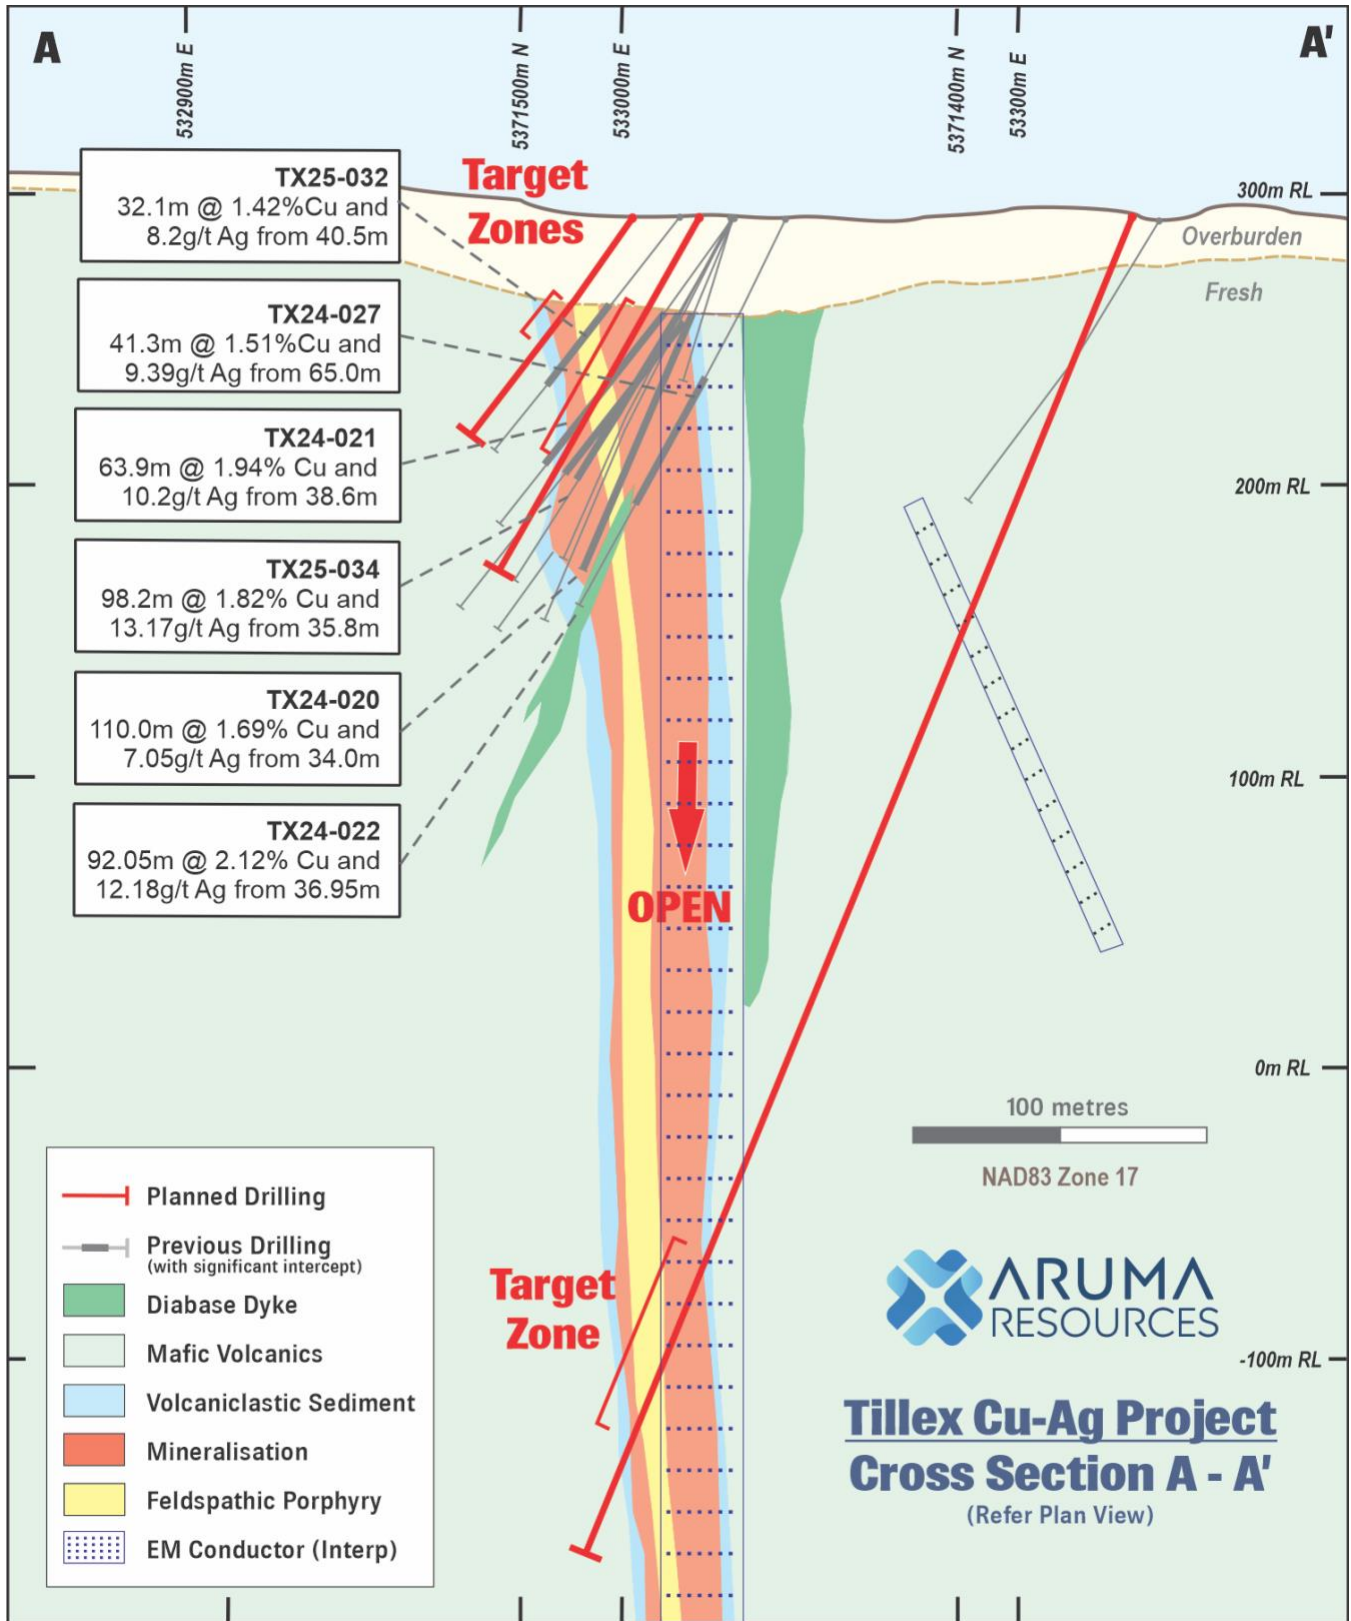 A
532900m E
5371500m N
533000m E
5371400m N
53300m E
A'
TX25-032
32.1m @ 1.42%Cu and
8.2g/t Ag from 40.5m
Target
Zones
300m RL
Overburden
Fresh
TX24-027
41.3m @ 1.51%Cu and
9.39g/t Ag from 65.0m
TX24-021
63.9m @ 1.94% Cu and
10.2g/t Ag from 38.6m
200m RL
TX25-034
98.2m @ 1.82% Cu and
13.17g/t Ag from 35.8m
TX24-020
110.0m @ 1.69% Cu and
7.05g/t Ag from 34.0m
100m RL
TX24-022
92.05m @ 2.12% Cu and
12.18g/t Ag from 36.95m
OPEN
0m RL
100 metres
NAD83 Zone 17
Planned Drilling
Previous Drilling
(with significant intercept)
Diabase Dyke
Mafic Volcanics
Volcaniclastic Sediment
Mineralisation
Feldspathic Porphyry
EM Conductor (Interp)
Target
Zone
ARUMA
RESOURCES
-100m RL
Tillex Cu-Ag Project
Cross Section A - A'
(Refer Plan View)